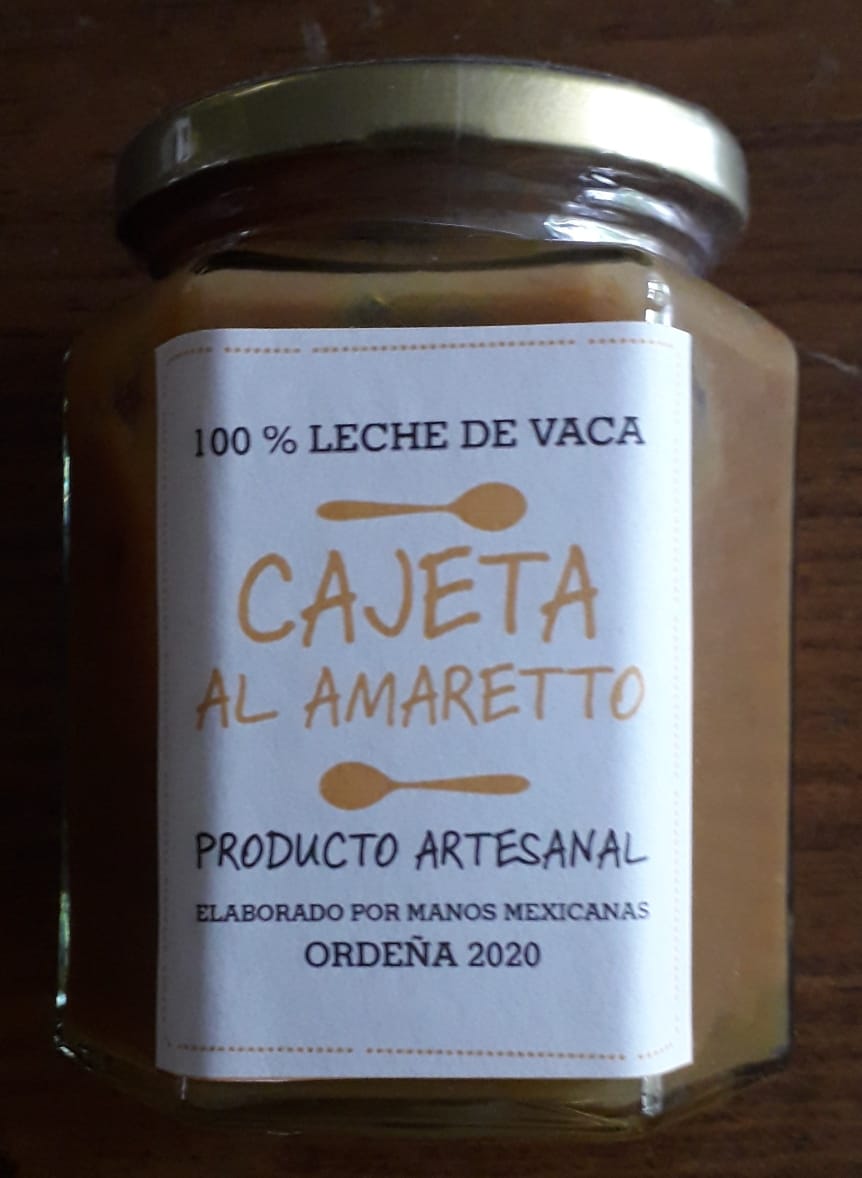 100 % LECHE DE VACA
CAJETA
AL AMARETTO
PRODUCTO ARTESANAL
ELABORADO POR MANOS MEXICANAS
ORDEÑA 2020